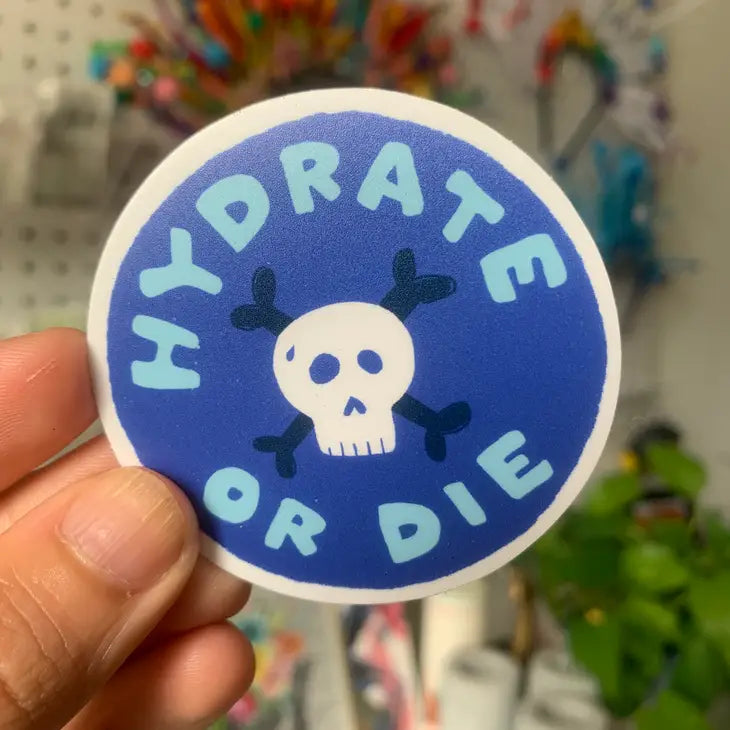 HYDRATE
OR DIE